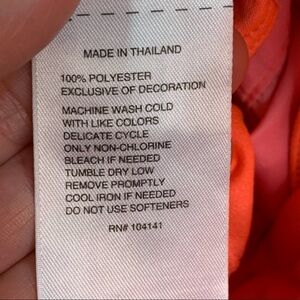 MADE IN THAILAND
100% POLYESTER
EXCLUSIVE OF DECORATION
MACHINE WASH COLD
WITH LIKE COLORS
DELICATE CYCLE
ONLY NON-CHLORINE
BLEACH IF NEEDED
TUMBLE DRY LOW
REMOVE PROMPTLY
COOL IRON IF NEEDED
DO NOT USE SOFTENERS
RN# 104141